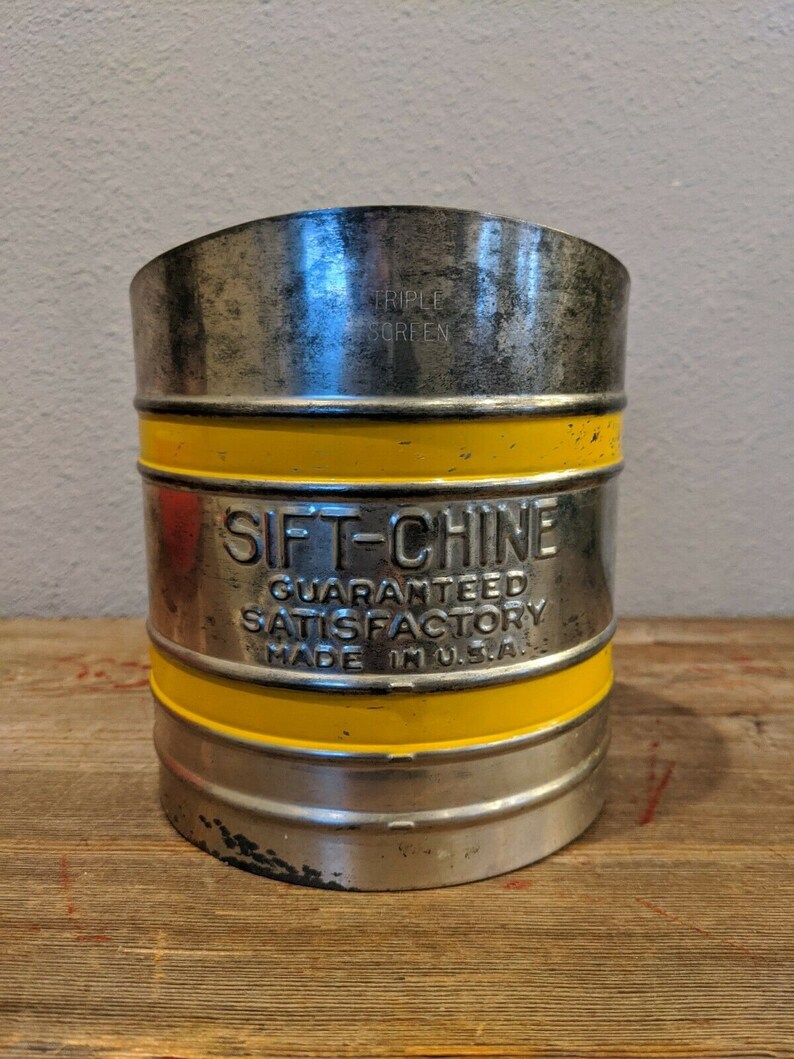 TRIPLE
SCREEN
SIFT-CHINE
GUARANTEED
SATISFACTORY
MADE IN U.S.A.